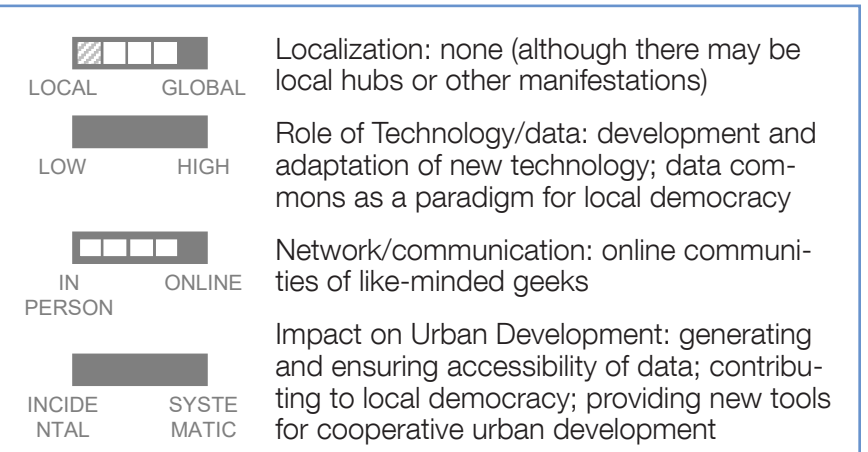 LOCAL GLOBAL
Localization: none (although there may be
local hubs or other manifestations)
LOW HIGH
Role of Technology/data: development and
adaptation of new technology; data com-
mons as a paradigm for local democracy
IN
PERSON
ONLINE
Network/communication: online communi-
ties of like-minded geeks
INCIDE
NTAL
SYSTE
MATIC
Impact on Urban Development: generating
and ensuring accessibility of data; contribu-
ting to local democracy; providing new tools
for cooperative urban development